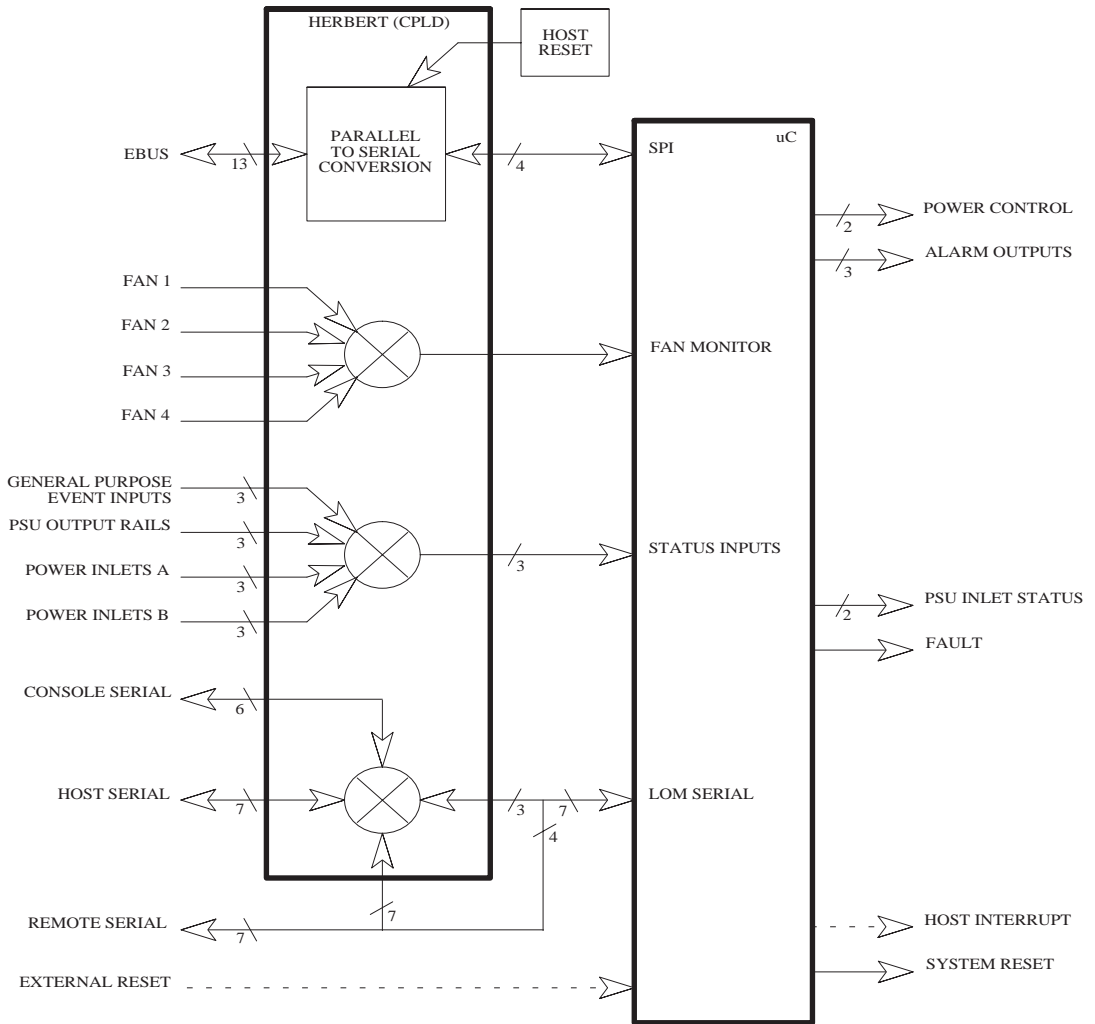 HERBERT (CPLD)
HOST
RESET
PARALLEL
TO SERIAL
CONVERSION
EBUS
13
4
SPI
uC
2
POWER CONTROL
3
ALARM OUTPUTS
FAN 1
FAN 2
FAN 3
FAN 4
FAN MONITOR
GENERAL PURPOSE
EVENT INPUTS
3
PSU OUTPUT RAILS
3
POWER INLETS A
3
POWER INLETS B
3
3
STATUS INPUTS
2
PSU INLET STATUS
FAULT
CONSOLE SERIAL
6
HOST SERIAL
7
3
7
4
LOM SERIAL
REMOTE SERIAL
7
7
EXTERNAL RESET
HOST INTERRUPT
SYSTEM RESET